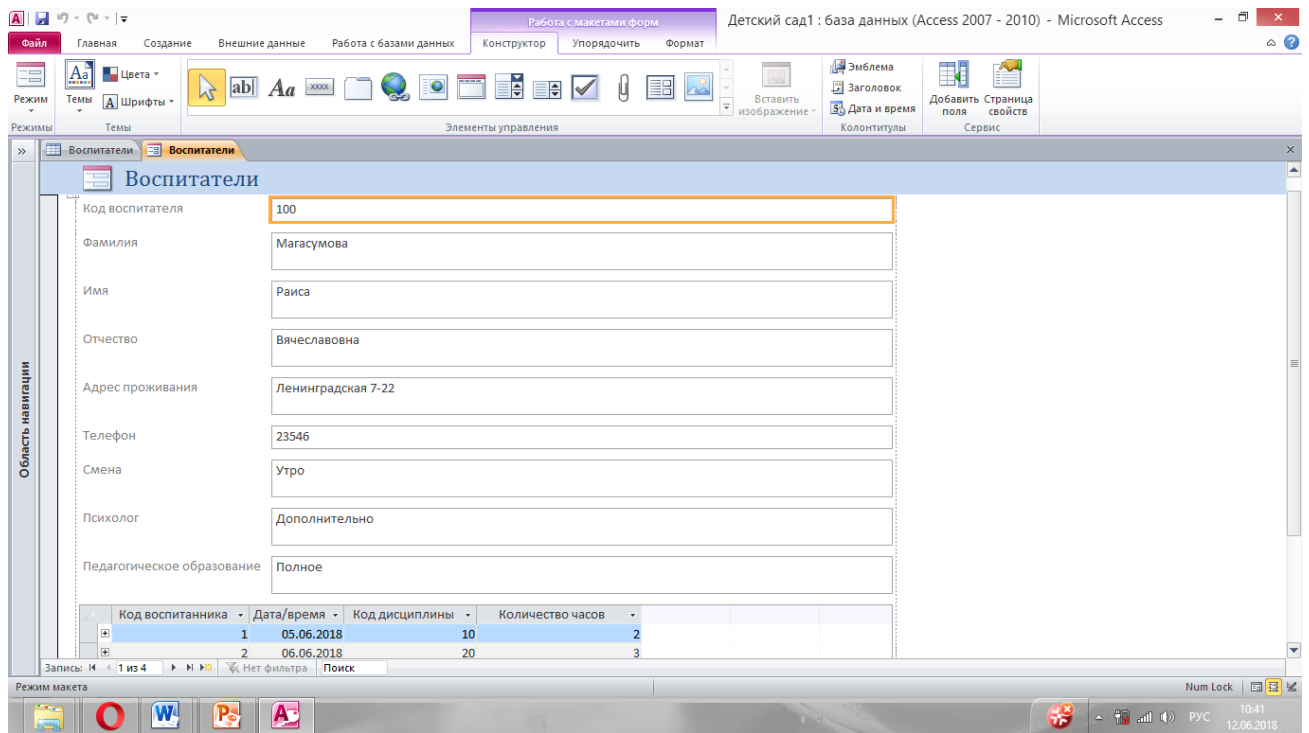 Работа с макетами форм
Детский сад1 : база данных (Access 2007 - 2010) - Microsoft Access
Файл Главная Создание Внешние данные Работа с базами данных Конструктор Упорядочить Формат
Режим
Режимы
Aa Темы
Цвета
A Шрифты
Темы
ab| Aa xxxx
Элементы управления
Вставить изображение
Эмблема
Заголовок
Дата и время
Колонтитулы
Добавить поля
Страница свойств
Сервис
Воспитатели Воспитатели
Область навигации
Воспитатели
Код воспитателя 100
Фамилия Магасумова
Имя Раиса
Отчество Вячеславовна
Адрес проживания Ленинградская 7-22
Телефон 23546
Смена Утро
Психолог Дополнительно
Педагогическое образование Полное
Код воспитанника Дата/время Код дисциплины Количество часов
1 05.06.2018 10 2
2 06.06.2018 20 3
Запись: 1 из 4 Нет фильтра Поиск
Режим макета Num Lock
РУС 10:41
12.06.2018